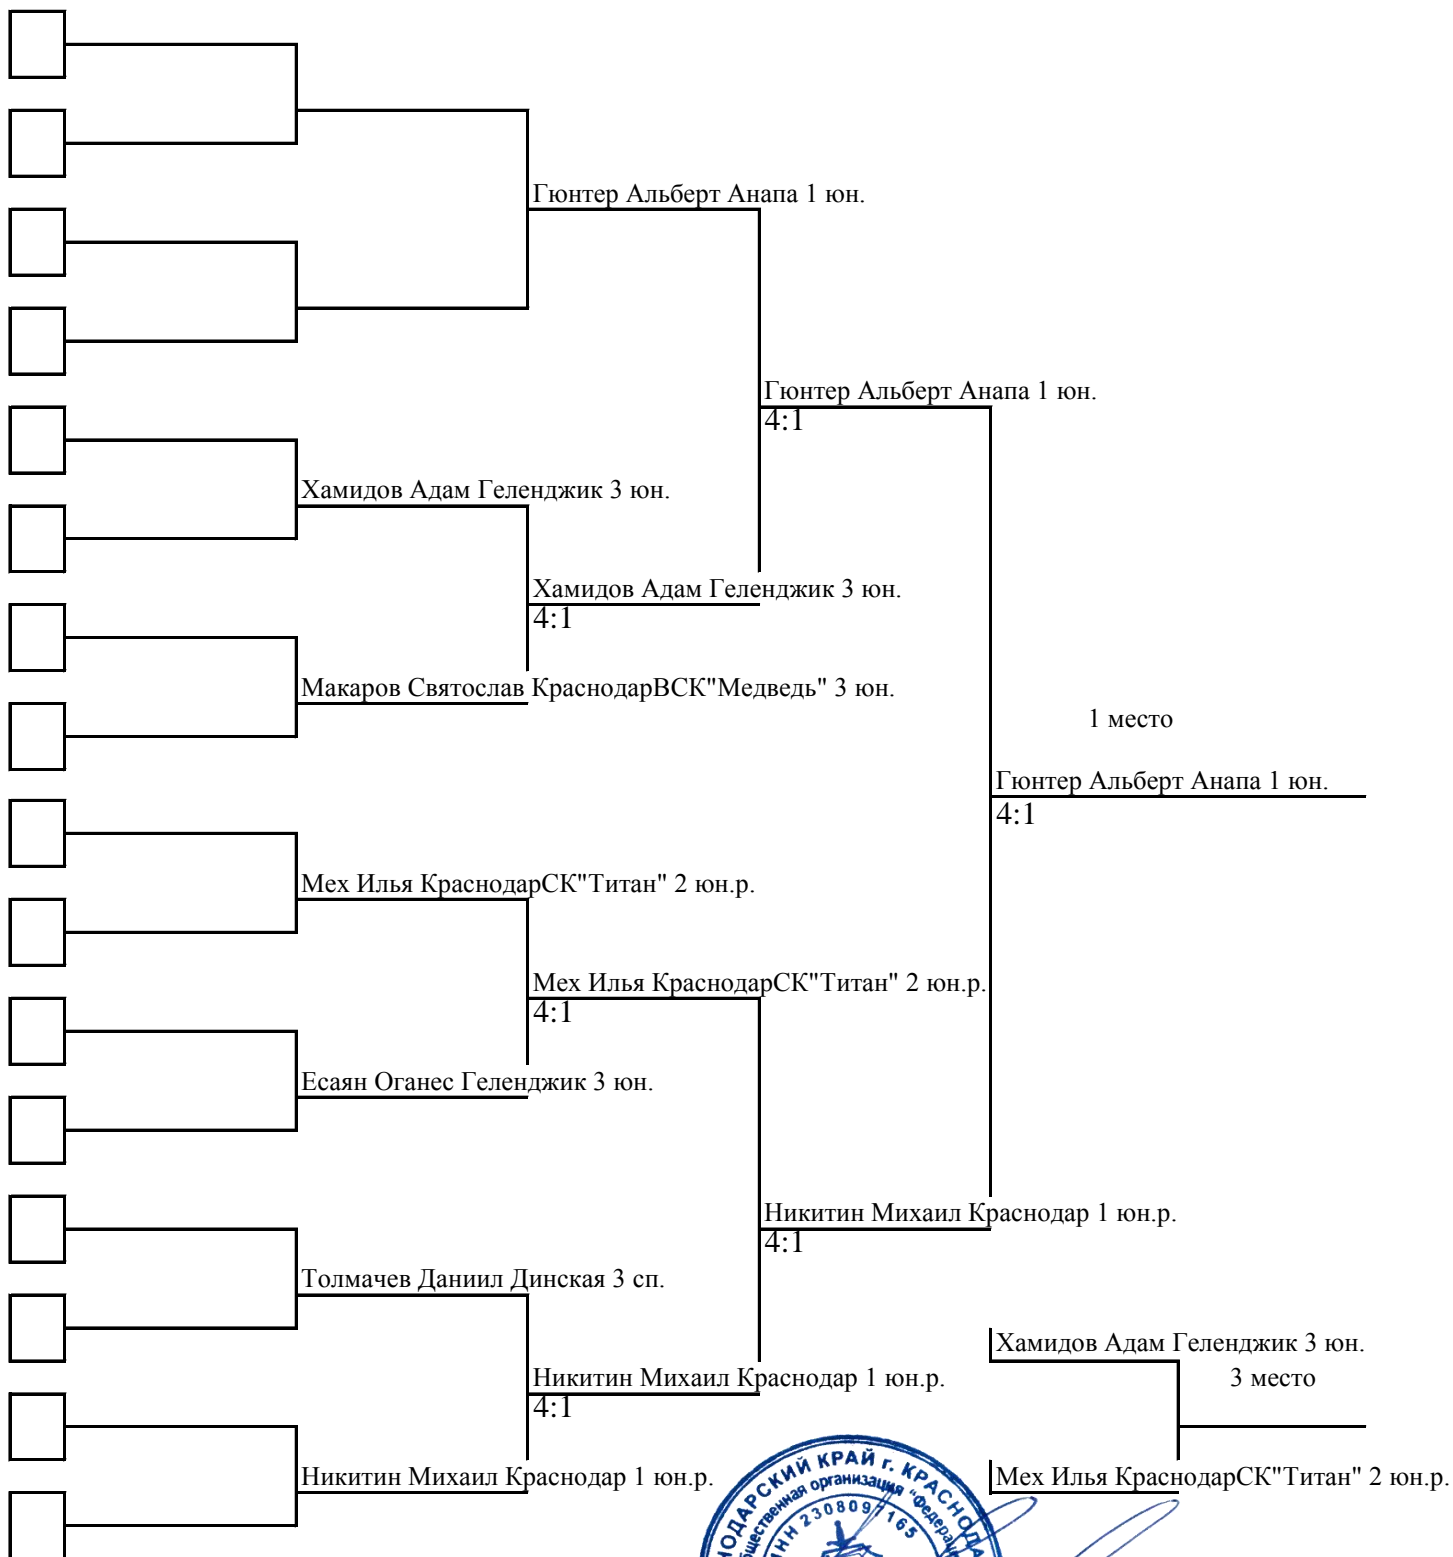 Гюнтер Альберт Анапа 1 юн.
Гюнтер Альберт Анапа 1 юн.
4:1
Хамидов Адам Геленджик 3 юн.
Хамидов Адам Геленджик 3 юн.
4:1
Макаров Святослав КраснодарВСК"Медведь" 3 юн.
1 место
Гюнтер Альберт Анапа 1 юн.
4:1
Мех Илья КраснодарСК"Титан" 2 юн.р.
Мех Илья КраснодарСК"Титан" 2 юн.р.
4:1
Есаян Оганес Геленджик 3 юн.
Никитин Михаил Краснодар 1 юн.р.
4:1
Толмачев Даниил Динская 3 сп.
Хамидов Адам Геленджик 3 юн.
Никитин Михаил Краснодар 1 юн.р.
3 место
4:1
Никитин Михаил Краснодар 1 юн.р.
Мех Илья КраснодарСК"Титан" 2 юн.р.
КРАЙ г.
организация
ИНН 2308097165